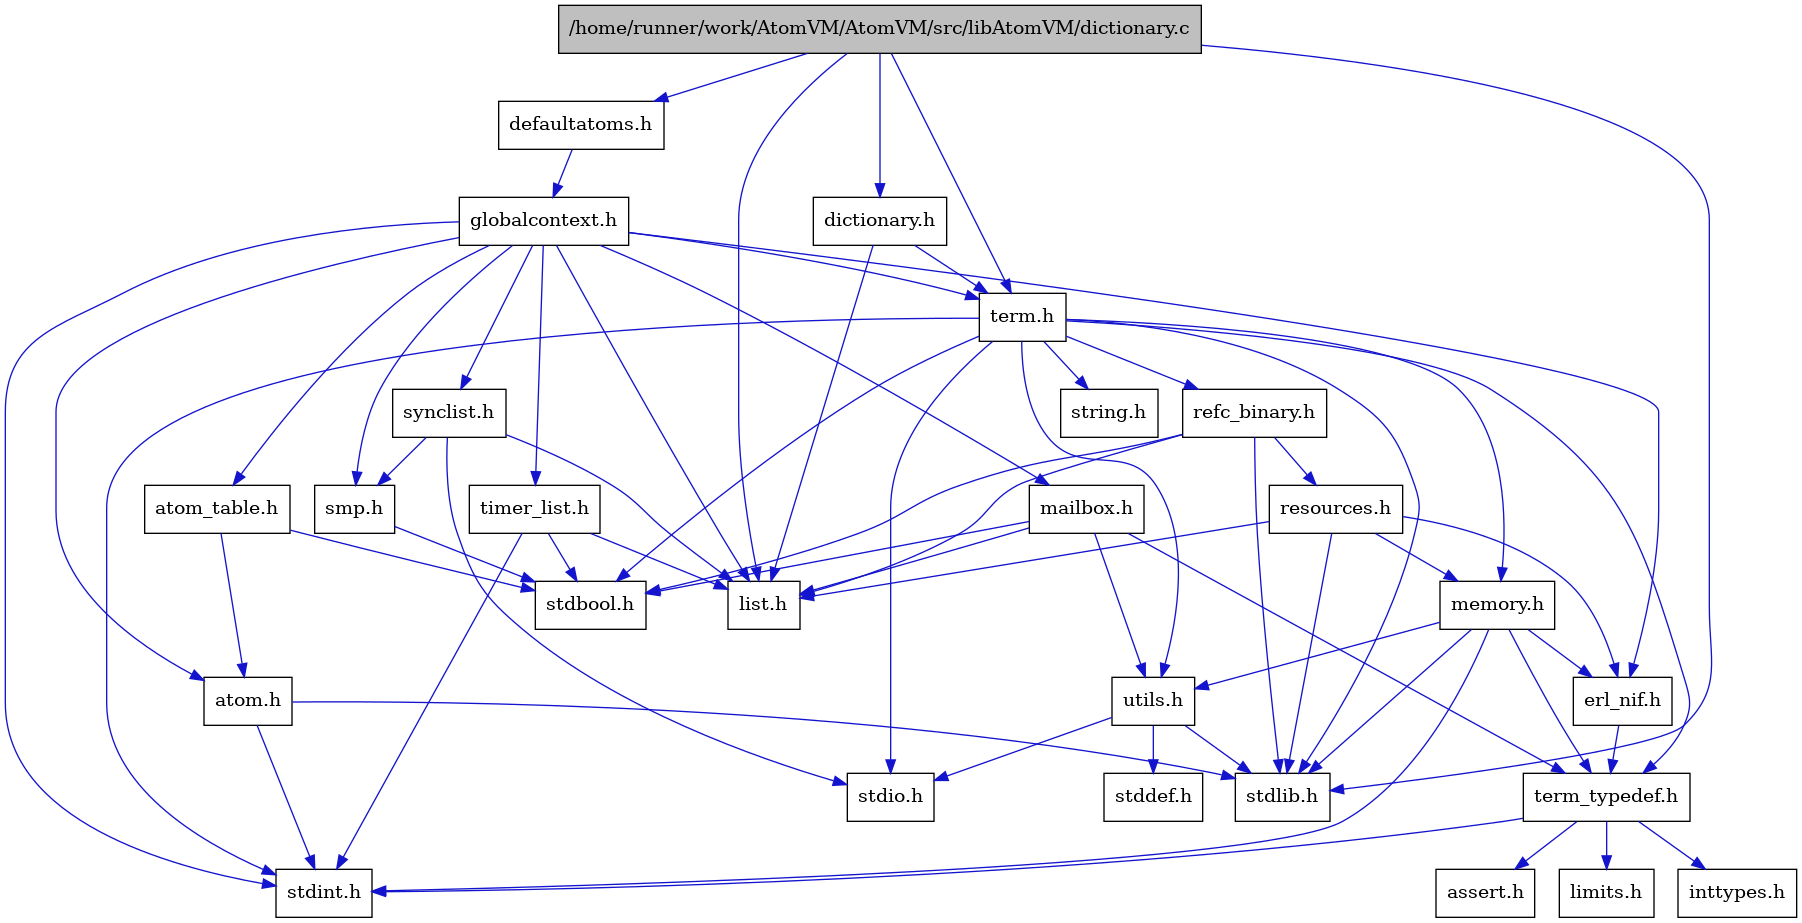 /home/runner/work/AtomVM/AtomVM/src/libAtomVM/dictionary.c
defaultatoms.h
globalcontext.h
dictionary.h
term.h
synclist.h
string.h
refc_binary.h
atom_table.h
smp.h
timer_list.h
mailbox.h
resources.h
stdbool.h
list.h
memory.h
atom.h
utils.h
erl_nif.h
stdio.h
stddef.h
stdlib.h
term_typedef.h
stdint.h
assert.h
limits.h
inttypes.h